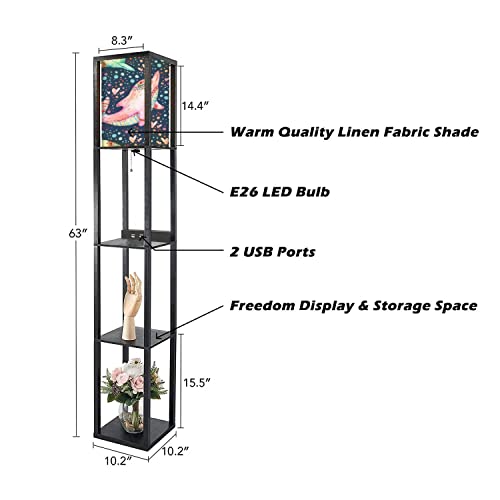 8.3″
14.4″
Warm Quality Linen Fabric Shade
E26 LED Bulb
63″
2 USB Ports
Freedom Display & Storage Space
15.5″
10.2″
10.2″